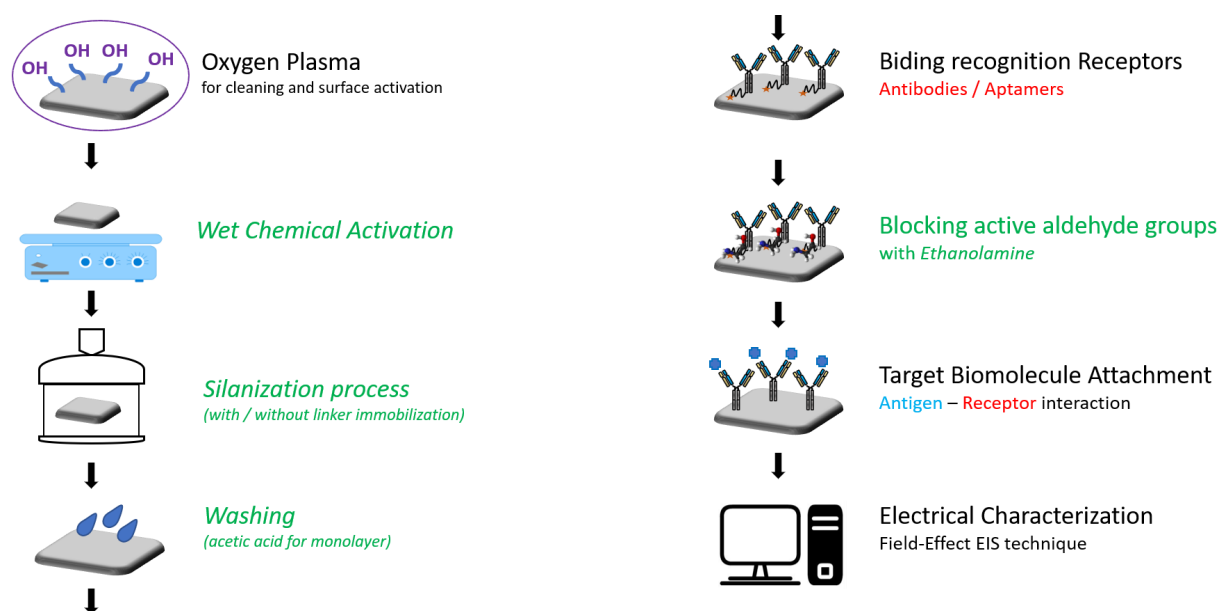 OH
OH
OH
OH
Oxygen Plasma
for cleaning and surface activation
Wet Chemical Activation
Silanization process
(with / without linker immobilization)
Washing
(acetic acid for monolayer)
Biding recognition Receptors
Antibodies / Aptamers
Blocking active aldehyde groups
with Ethanolamine
Target Biomolecule Attachment
Antigen – Receptor interaction
Electrical Characterization
Field-Effect EIS technique